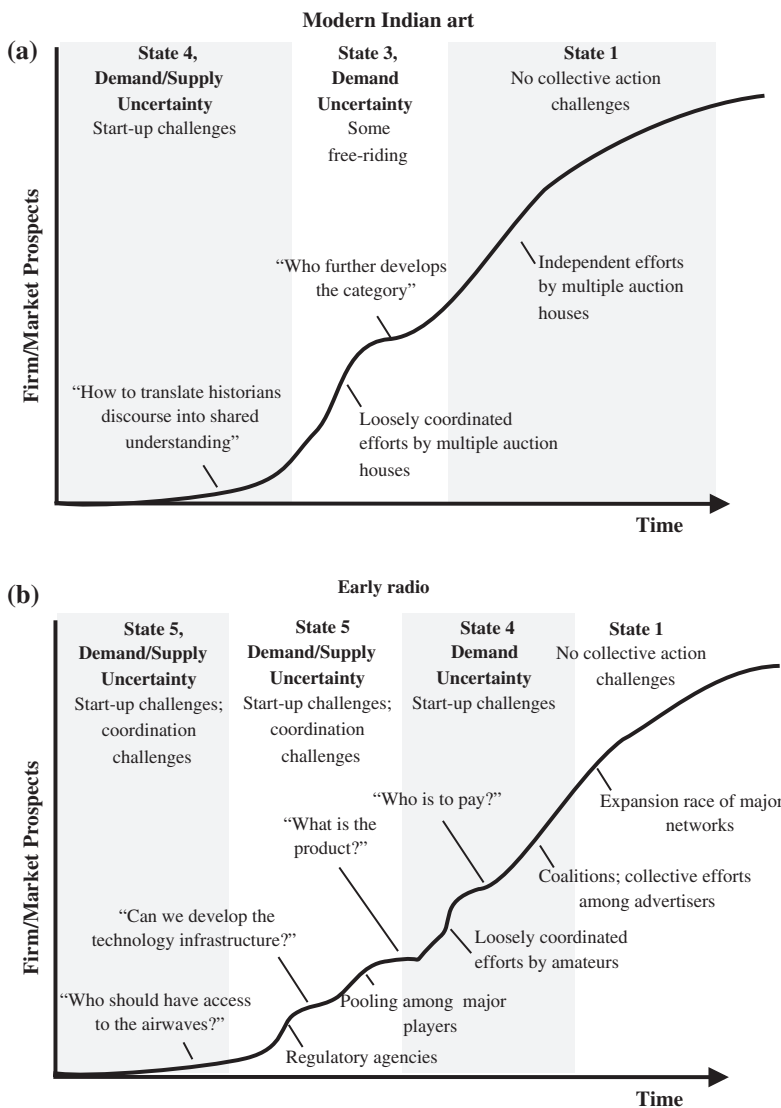 Modern Indian art
(a)
State 4,
Demand/Supply
Uncertainty
Start-up challenges
State 3,
Demand
Uncertainty
Some
free-riding
State 1
No collective action
challenges
Firm/Market Prospects
“Who further develops
the category”
Independent efforts
by multiple auction
houses
“How to translate historians
discourse into shared
understanding”
Loosely coordinated
efforts by multiple auction
houses
Time
(b)
Early radio
State 5,
Demand/Supply
Uncertainty
Start-up challenges;
coordination
challenges
State 5
Demand/Supply
Uncertainty
Start-up challenges;
coordination
challenges
State 4
Demand
Uncertainty
Start-up challenges
State 1
No collective action
challenges
Firm/Market Prospects
“Who is to pay?”
Expansion race of major
networks
“What is the
product?”
Coalitions; collective efforts
among advertisers
“Can we develop the
technology infrastructure?”
Loosely coordinated
efforts by amateurs
“Who should have access
to the airwaves?”
Pooling among major
players
Regulatory agencies
Time